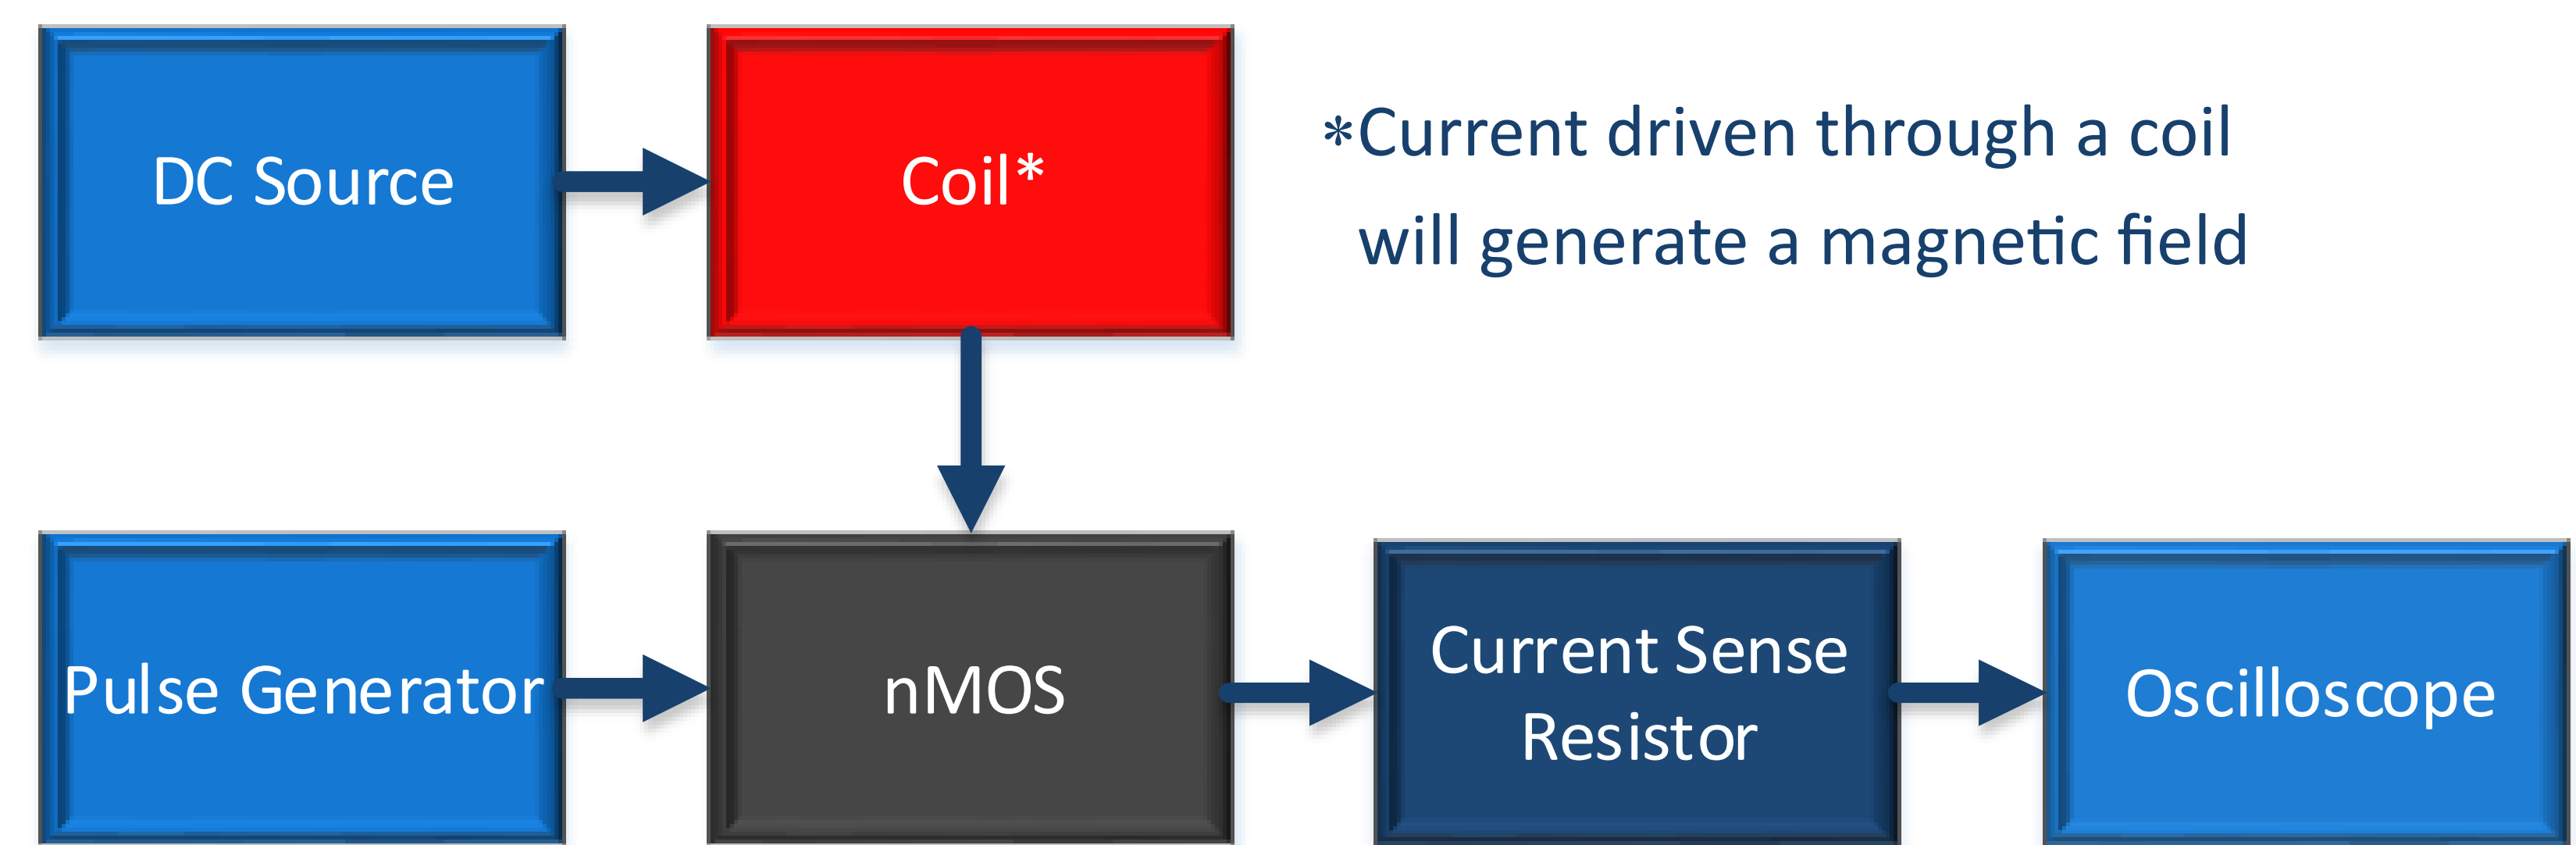 DC Source
Coil*
*Current driven through a coil
will generate a magnetic field
Pulse Generator
nMOS
Current Sense
Resistor
Oscilloscope